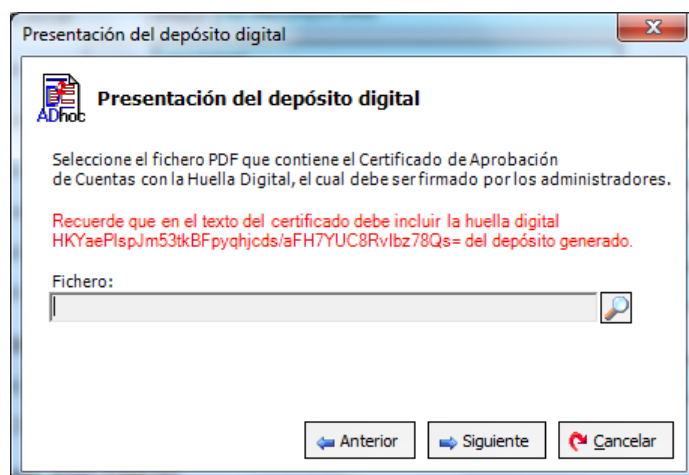 Presentación del depósito digital
X
ADhoc
Presentación del depósito digital
Seleccione el fichero PDF que contiene el Certificado de Aprobación
de Cuentas con la Huella Digital, el cual debe ser firmado por los administradores.
Recuerde que en el texto del certificado debe incluir la huella digital
HKYaePlspJm53tkBFpyqhjcds/aFH7YUC8RvIbz78Qs= del depósito generado.
Fichero:
Anterior
Siguiente
Cancelar